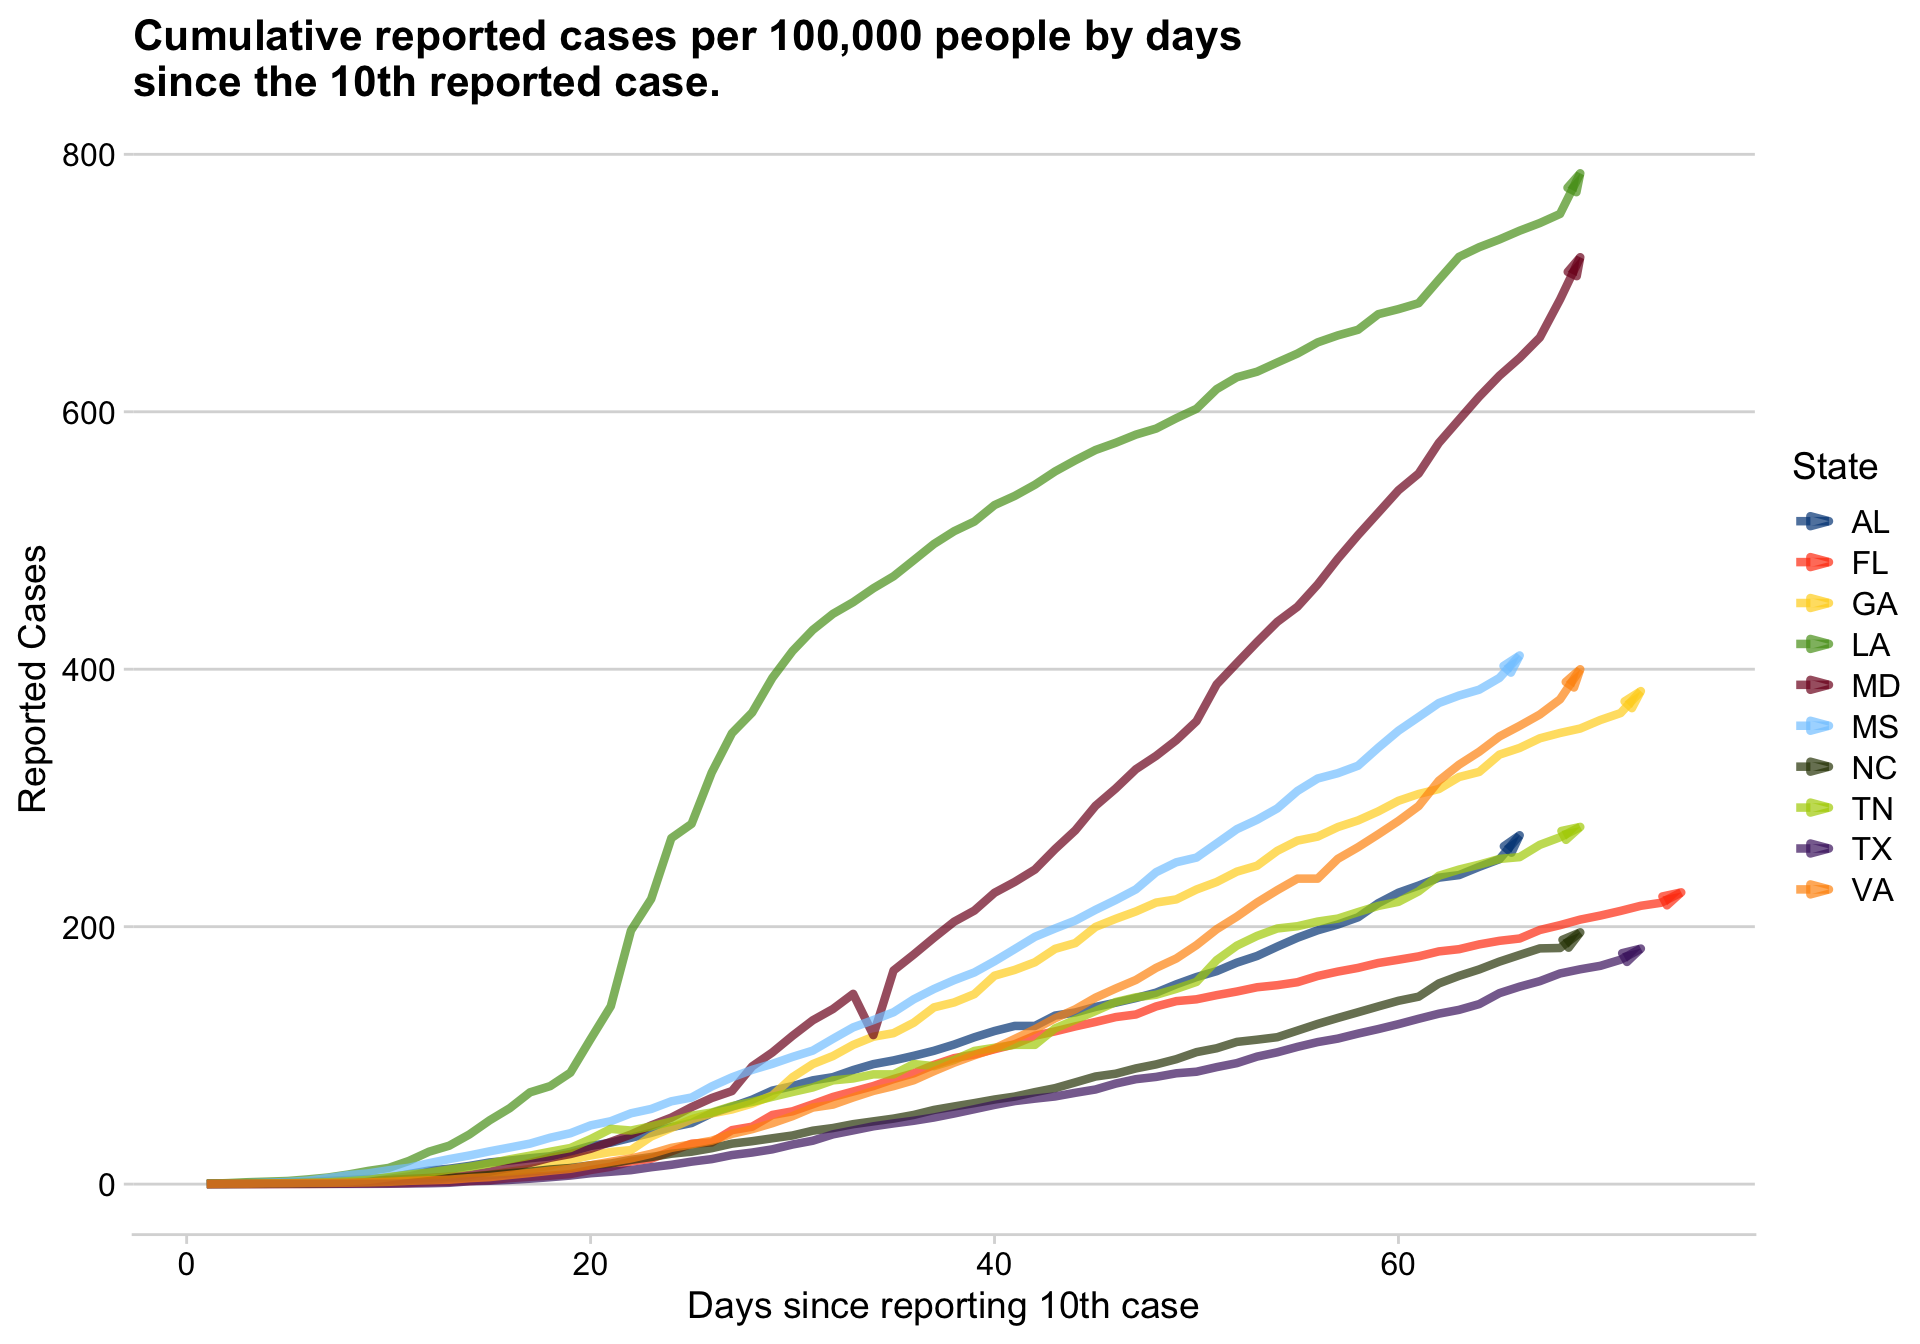 Cumulative reported cases per 100,000 people by days
since the 10th reported case.
800
600
400
200
0
Reported Cases
0
20
40
60
Days since reporting 10th case
State
AL
FL
GA
LA
MD
MS
NC
TN
TX
VA